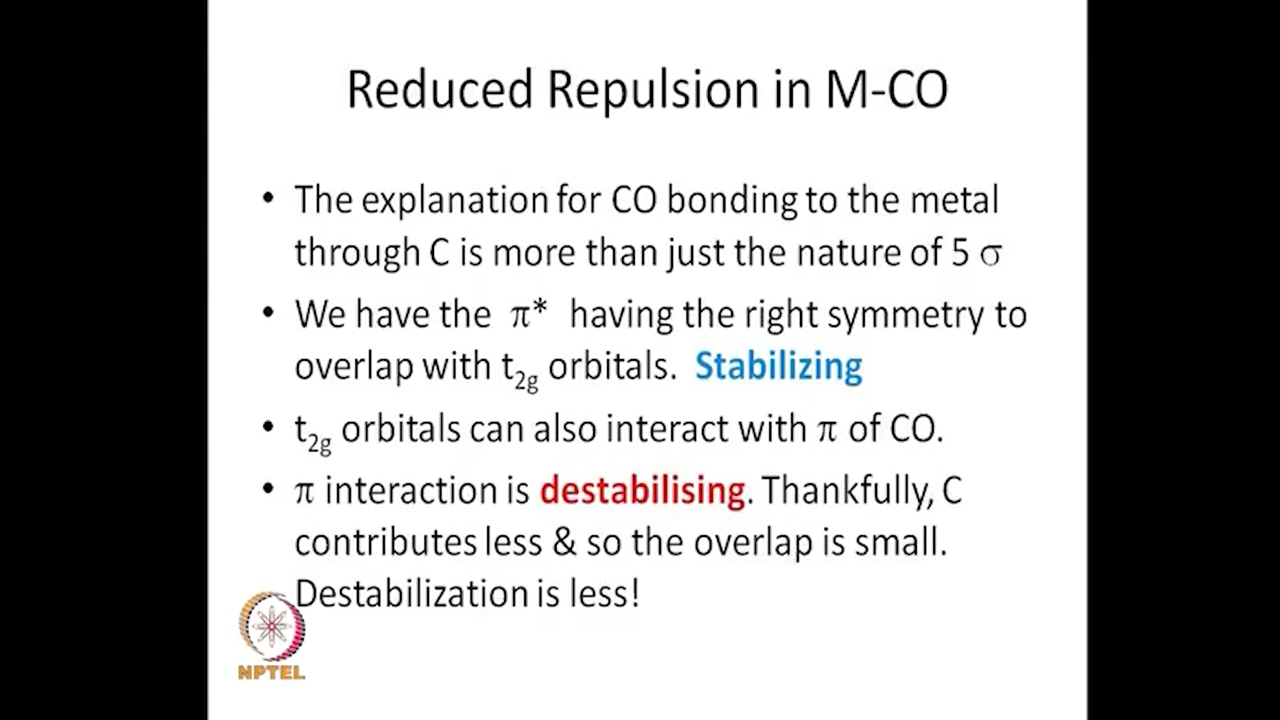 Reduced Repulsion in M-CO
• The explanation for CO bonding to the metal
through C is more than just the nature of 5 σ
• We have the π* having the right symmetry to
overlap with t2g orbitals. Stabilizing
• t2g orbitals can also interact with π of CO.
• π interaction is destabilising. Thankfully, C
contributes less & so the overlap is small.
Destabilization is less!
NPTEL